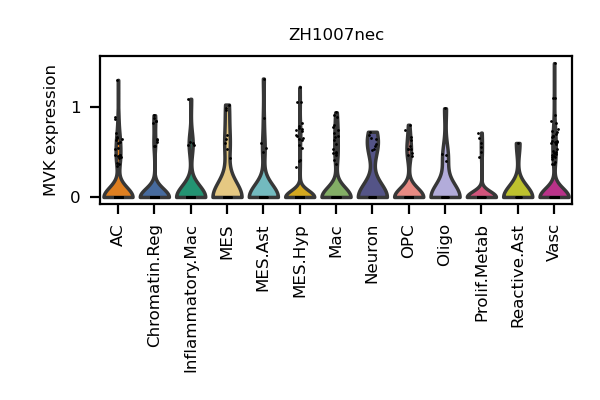 ZH1007nec
MVK expression
1
0
AC
Chromatin.Reg
Inflammatory.Mac
MES
MES.Ast
MES.Hyp
Mac
Neuron
OPC
Oligo
Prolif.Metab
Reactive.Ast
Vasc